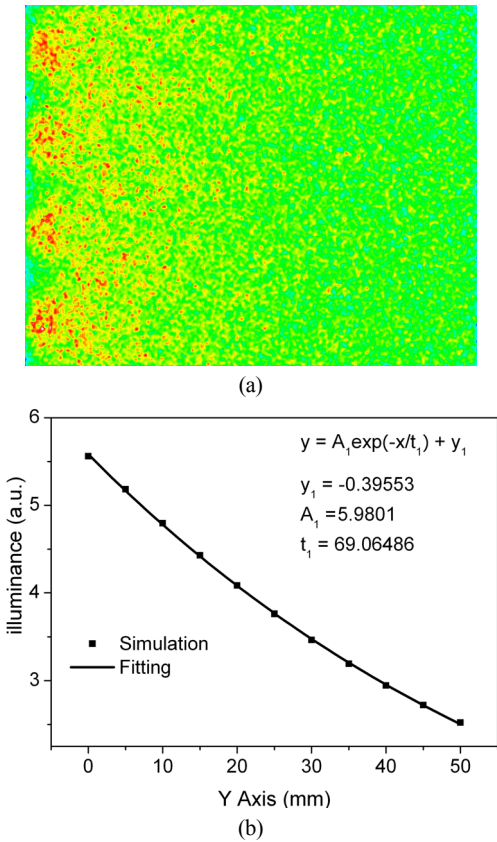 (a)
6
5
4
3
illuminance (a.u.)
y = A₁exp(-x/t₁) + y₁
y₁ = -0.39553
A₁ =5.9801
t₁ = 69.06486
Simulation
Fitting
0 10 20 30 40 50
Y Axis (mm)
(b)